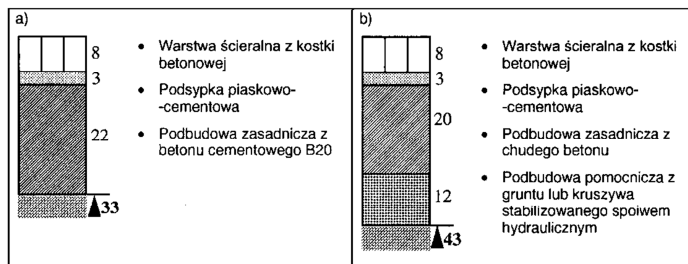 a)
8
3
22
33
• Warstwa ścieralna z kostki
betonowej
• Podsypka piaskowo-
-cementowa
• Podbudowa zasadnicza z
betonu cementowego B20
b)
8
3
20
12
43
• Warstwa ścieralna z kostki
betonowej
• Podsypka piaskowo-
-cementowa
• Podbudowa zasadnicza z
chudego betonu
• Podbudowa pomocnicza z
gruntu lub kruszywa
stabilizowanego spoiwem
hydraulicznym